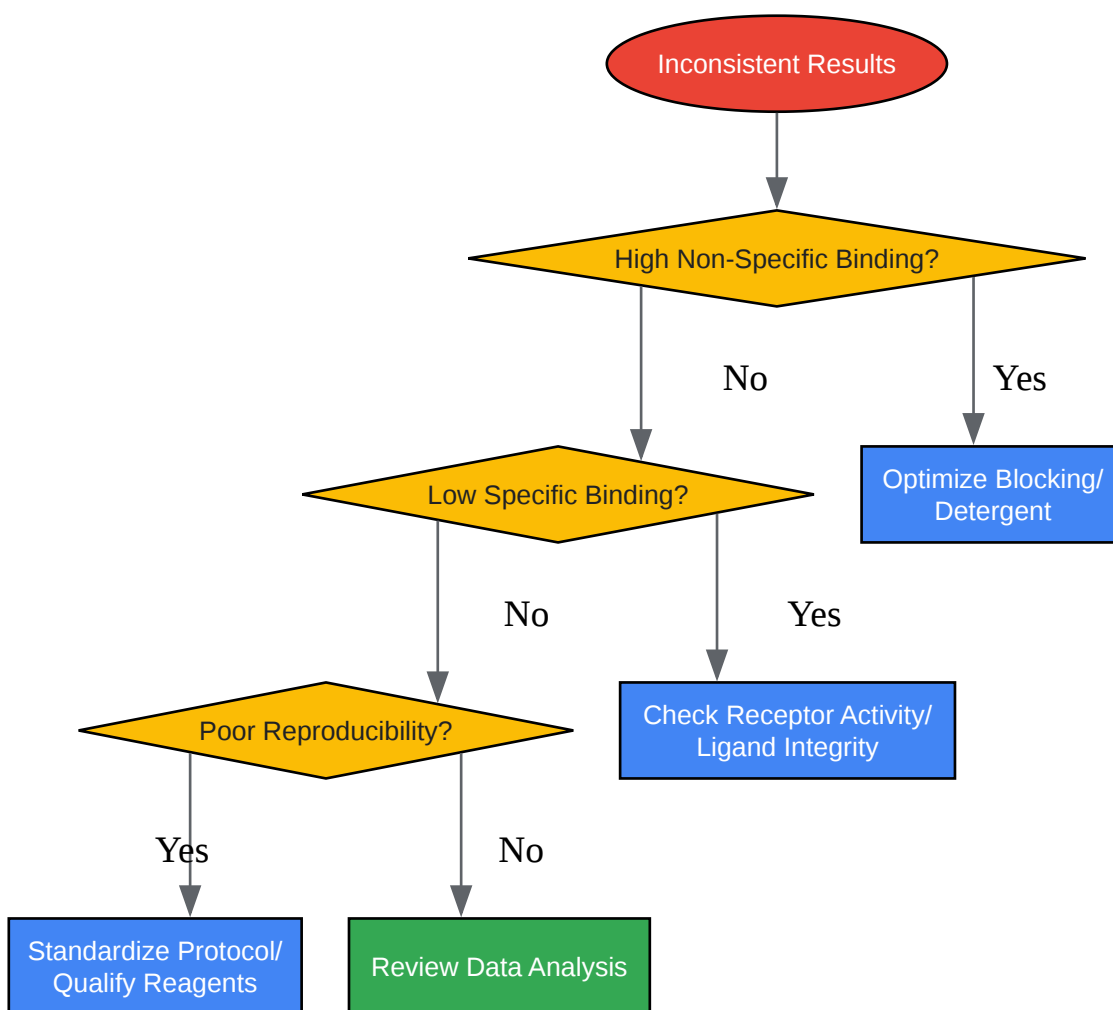 Inconsistent Results
High Non-Specific Binding?
No
Yes
Optimize Blocking/
Detergent
Low Specific Binding?
No
Yes
Check Receptor Activity/
Ligand Integrity
Poor Reproducibility?
Yes
No
Standardize Protocol/
Qualify Reagents
Review Data Analysis